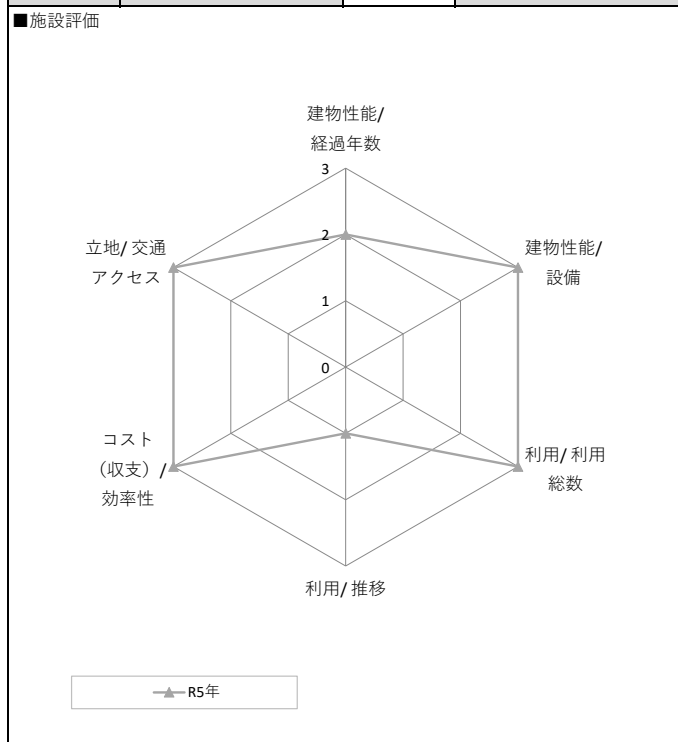 ■施設評価
建物性能/
経過年数
3
立地/ 交通
アクセス
2
建物性能/
設備
1
0
コスト
（収支）/
効率性
利用/ 利用
総数
利用/ 推移
R5年